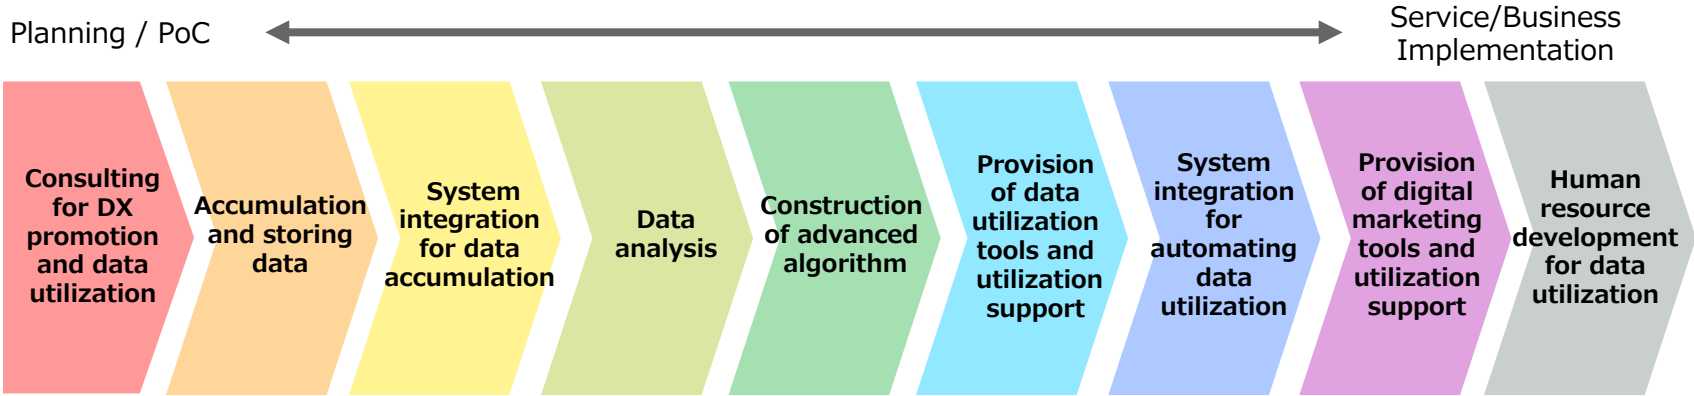 Planning / PoC
Service/Business
Implementation
Consulting
for DX
promotion
and data
utilization
Accumulation
and storing
data
System
integration
for data
accumulation
Data
analysis
Construction
of advanced
algorithm
Provision
of data
utilization
tools and
utilization
support
System
integration
for
automating
data
utilization
Provision
of digital
marketing
tools and
utilization
support
Human
resource
development
for data
utilization